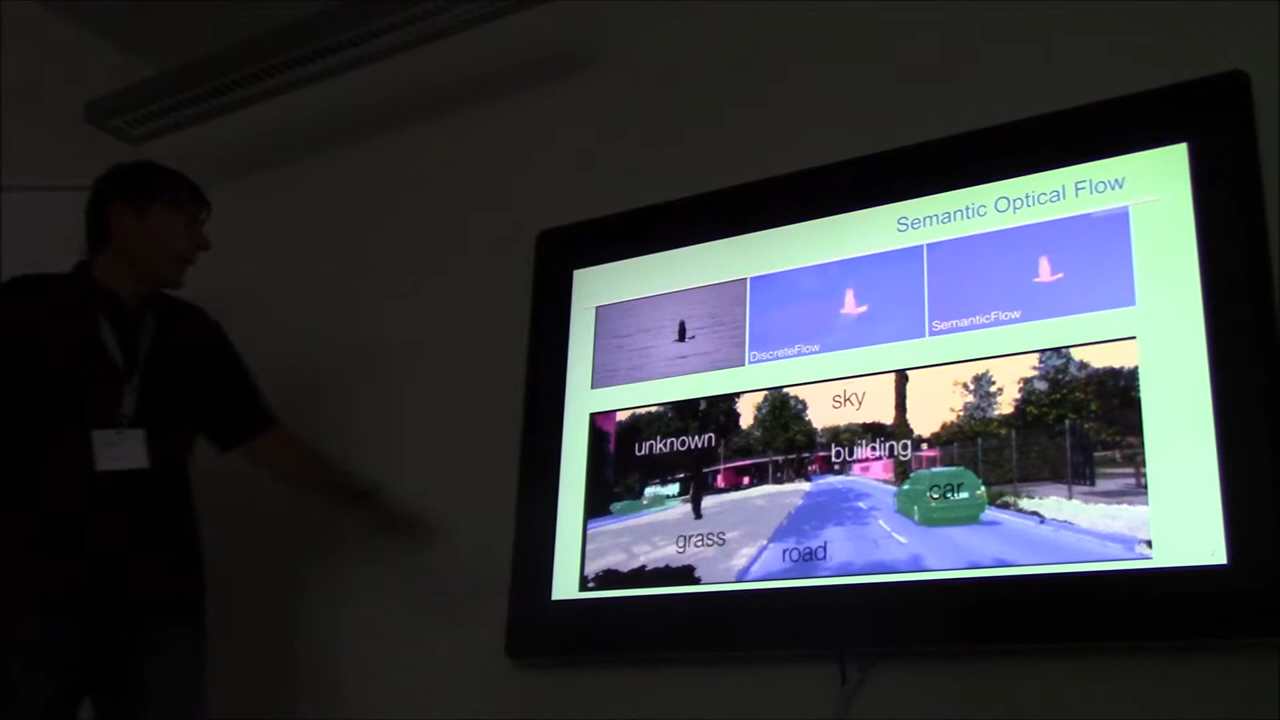 Semantic Optical Flow
DiscreteFlow
SemanticFlow
sky
unknown
building
car
grass
road